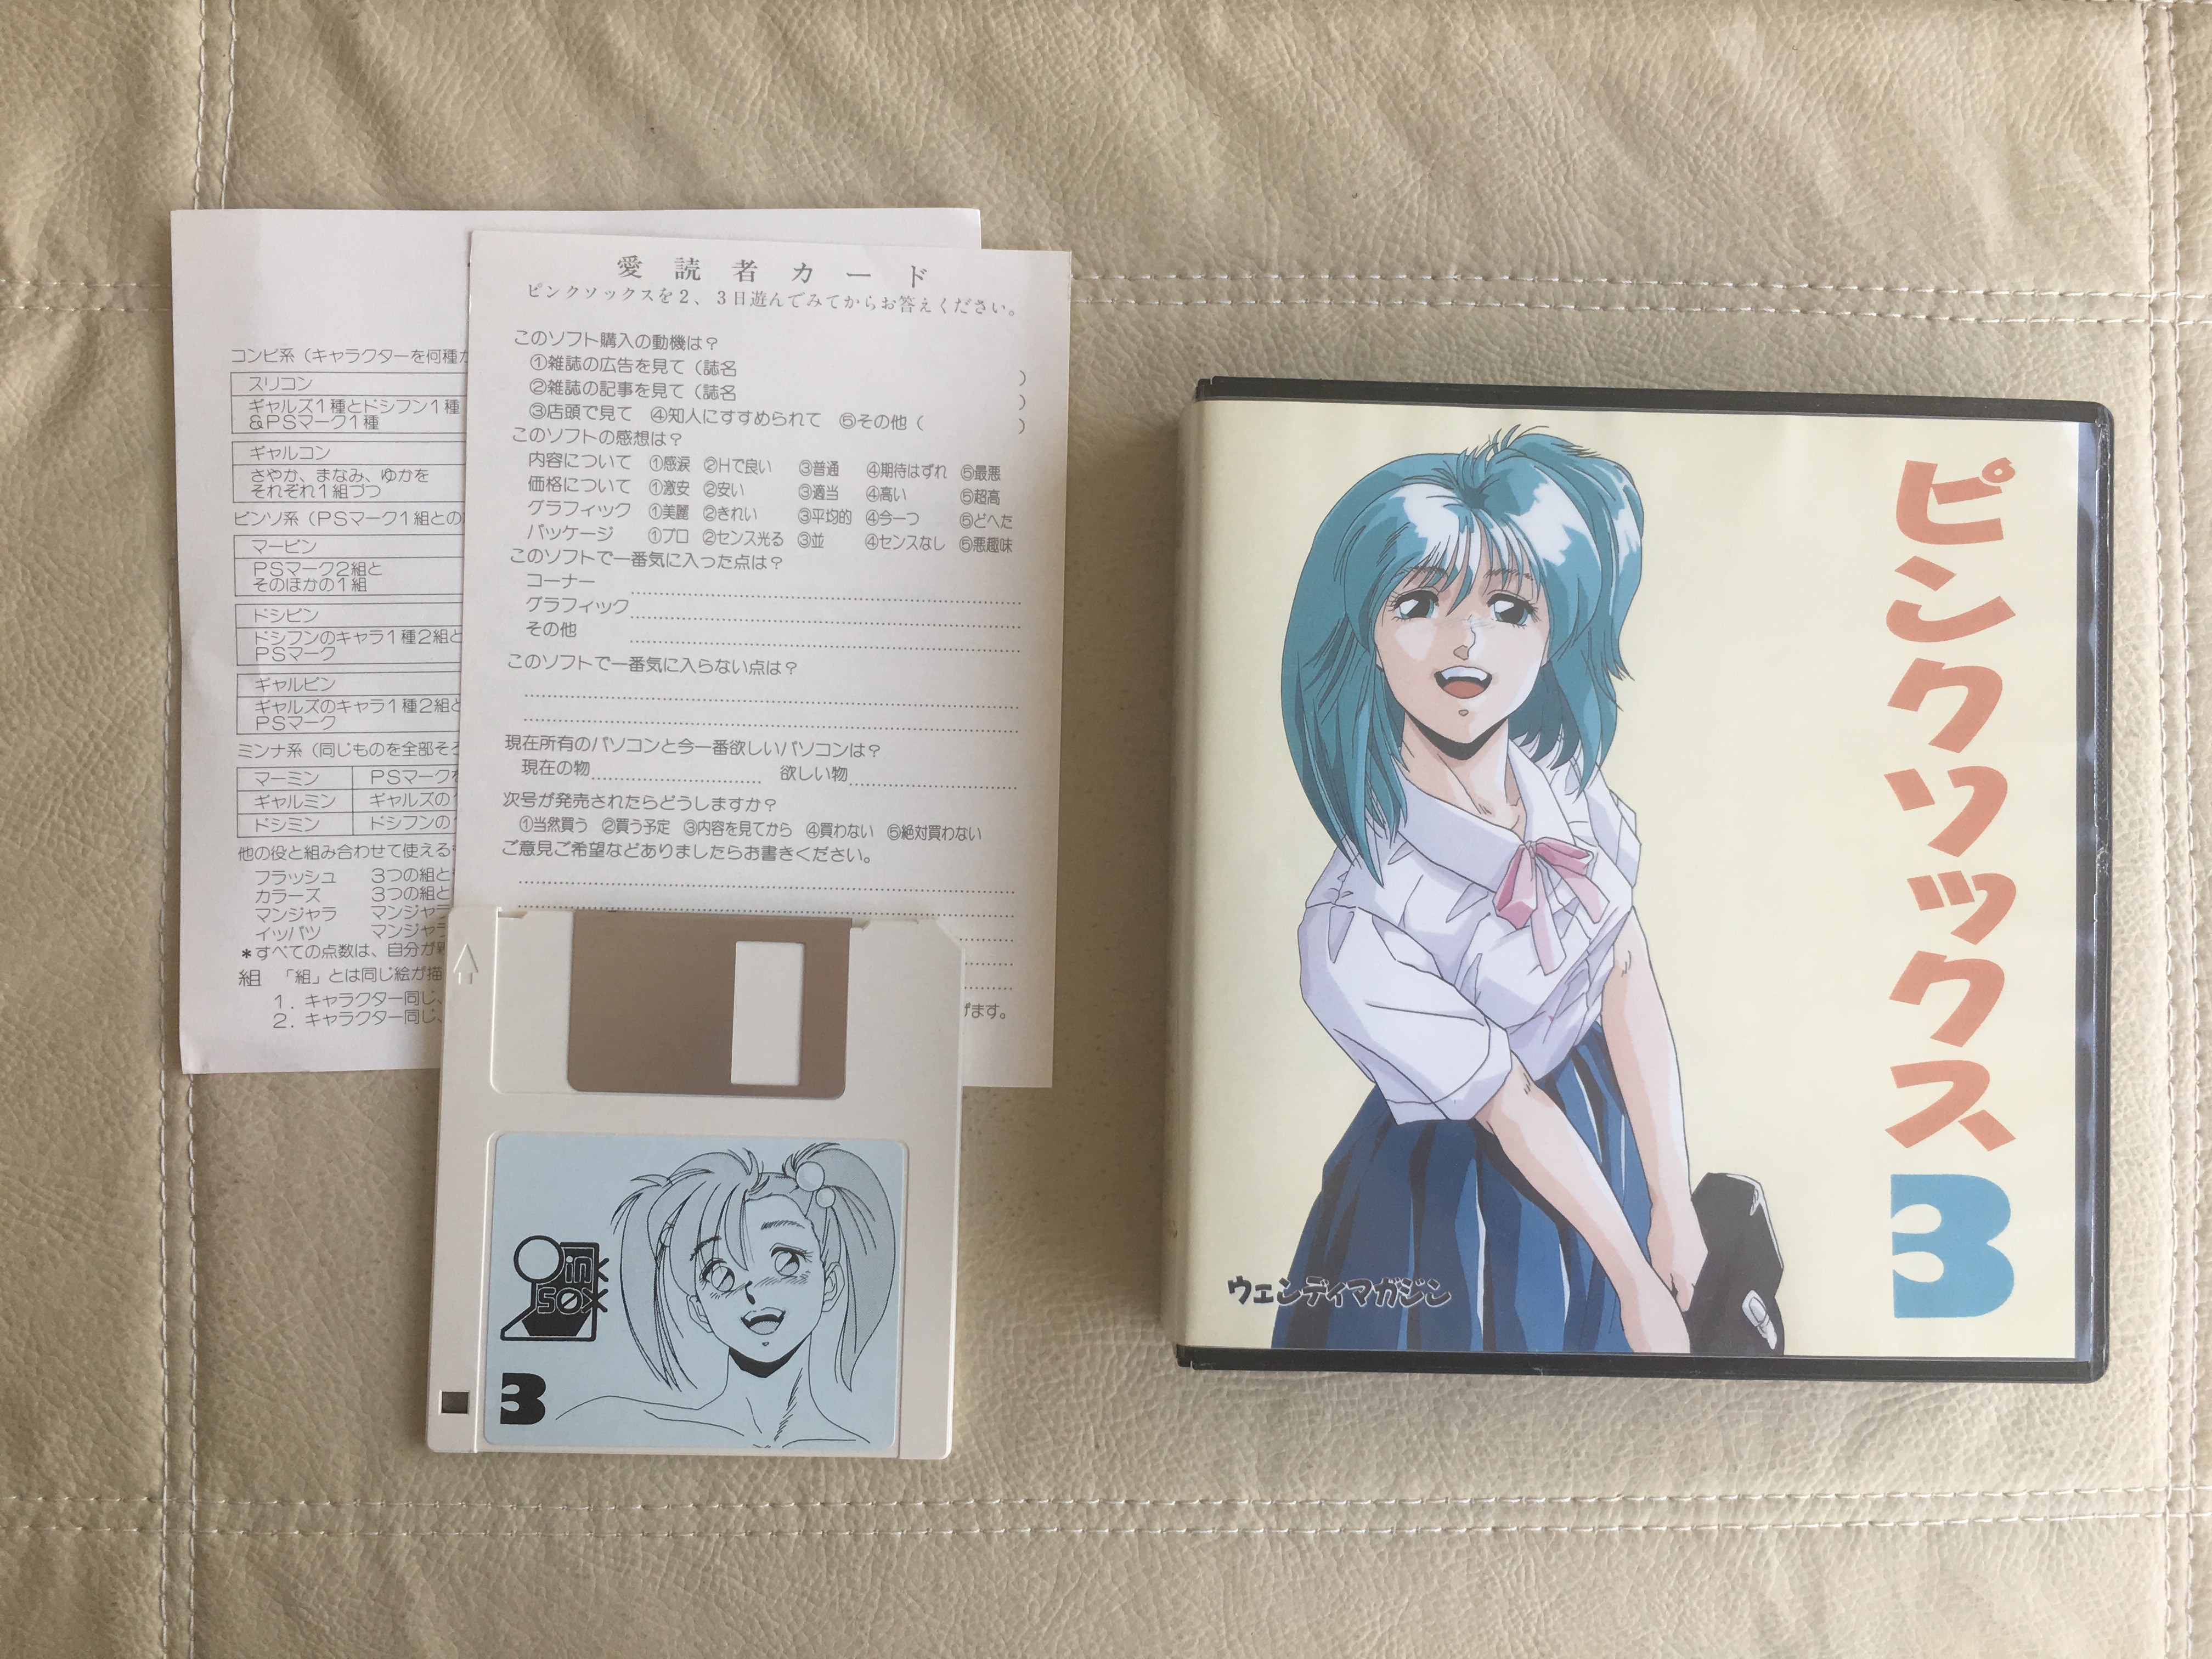 コンビ系（キャラクターを何種
スリコン
ギャルズ1種とドシフン1種
&PSマーク1種
ギャルコン
さやか、まなみ、ゆかを
それぞれ1組づつ
ピンソ系（PSマーク1組との
マーピン
PSマーク2組と
そのほかの1組
ドシピン
ドシフンのキャラ1種2組と
PSマーク
ギャルピン
ギャルズのキャラ1種2組と
PSマーク
ミンナ系（同じものを全部そろ
マーミン PSマークを
ギャルミン ギャルズの1
ドシミン ドシフンの1
他の役と組み合わせて使える
フラッシュ 3つの組と
カラーズ 3つの組と
マンジャラ マンジャラ
イッパツ マンジャラ
＊すべての点数は、自分が
組 「組」とは同じ絵が描
1．キャラクター同じ、
2．キャラクター同じ、
愛読者カード
ピンクソックスを2、3日遊んでみてからお答えください。
このソフト購入の動機は？
①雑誌の広告を見て（誌名 ）
②雑誌の記事を見て（誌名 ）
③店頭で見て ④知人にすすめられて ⑤その他（ ）
このソフトの感想は？
内容について ①感涙 ②Hで良い ③普通 ④期待はずれ ⑤最悪
価格について ①激安 ②安い ③適当 ④高い ⑤超高
グラフィック ①美麗 ②きれい ③平均的 ④今一つ ⑤どへた
パッケージ ①プロ ②センス光る ③並 ④センスなし ⑤悪趣味
このソフトで一番気に入った点は？
コーナー
グラフィック
その他
このソフトで一番気に入らない点は？
現在所有のパソコンと今一番欲しいパソコンは？
現在の物 欲しい物
次号が発売されたらどうしますか？
①当然買う ②買う予定 ③内容を見てから ④買わない ⑤絶対買わない
ご意見ご希望などありましたらお書きください。
げます。
Pink
SOX
3
ピンクソックス3
ウェンディマガジン